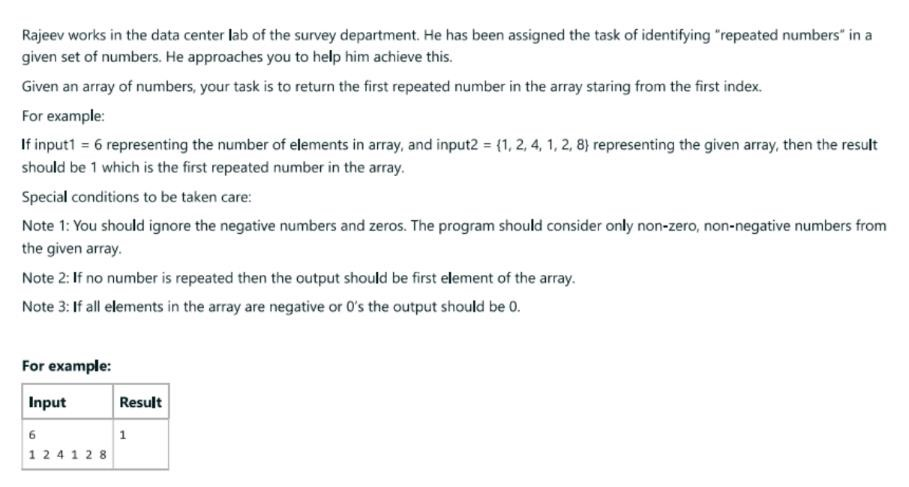 Rajeev works in the data center lab of the survey department. He has been assigned the task of identifying "repeated numbers" in a
given set of numbers. He approaches you to help him achieve this.
Given an array of numbers, your task is to return the first repeated number in the array staring from the first index.
For example:
If input1 = 6 representing the number of elements in array, and input2 = {1, 2, 4, 1, 2, 8} representing the given array, then the result
should be 1 which is the first repeated number in the array.
Special conditions to be taken care:
Note 1: You should ignore the negative numbers and zeros. The program should consider only non-zero, non-negative numbers from
the given array.
Note 2: If no number is repeated then the output should be first element of the array.
Note 3: If all elements in the array are negative or 0's the output should be 0.
For example:
Input Result
6 1
1 2 4 1 2 8